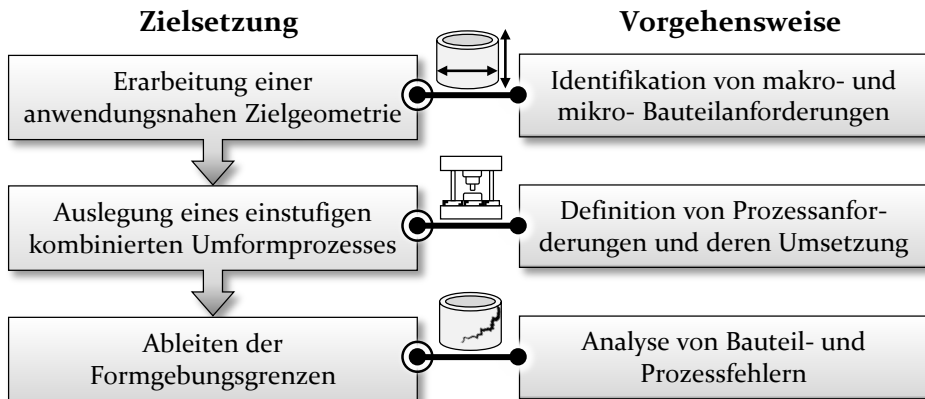 Zielsetzung
Vorgehensweise
Erarbeitung einer
anwendungsnahen Zielgeometrie
Identifikation von makro- und
mikro- Bauteilanforderungen
Auslegung eines einstufigen
kombinierten Umformprozesses
Definition von Prozessanfor-
derungen und deren Umsetzung
Ableiten der
Formgebungsgrenzen
Analyse von Bauteil- und
Prozessfehlern